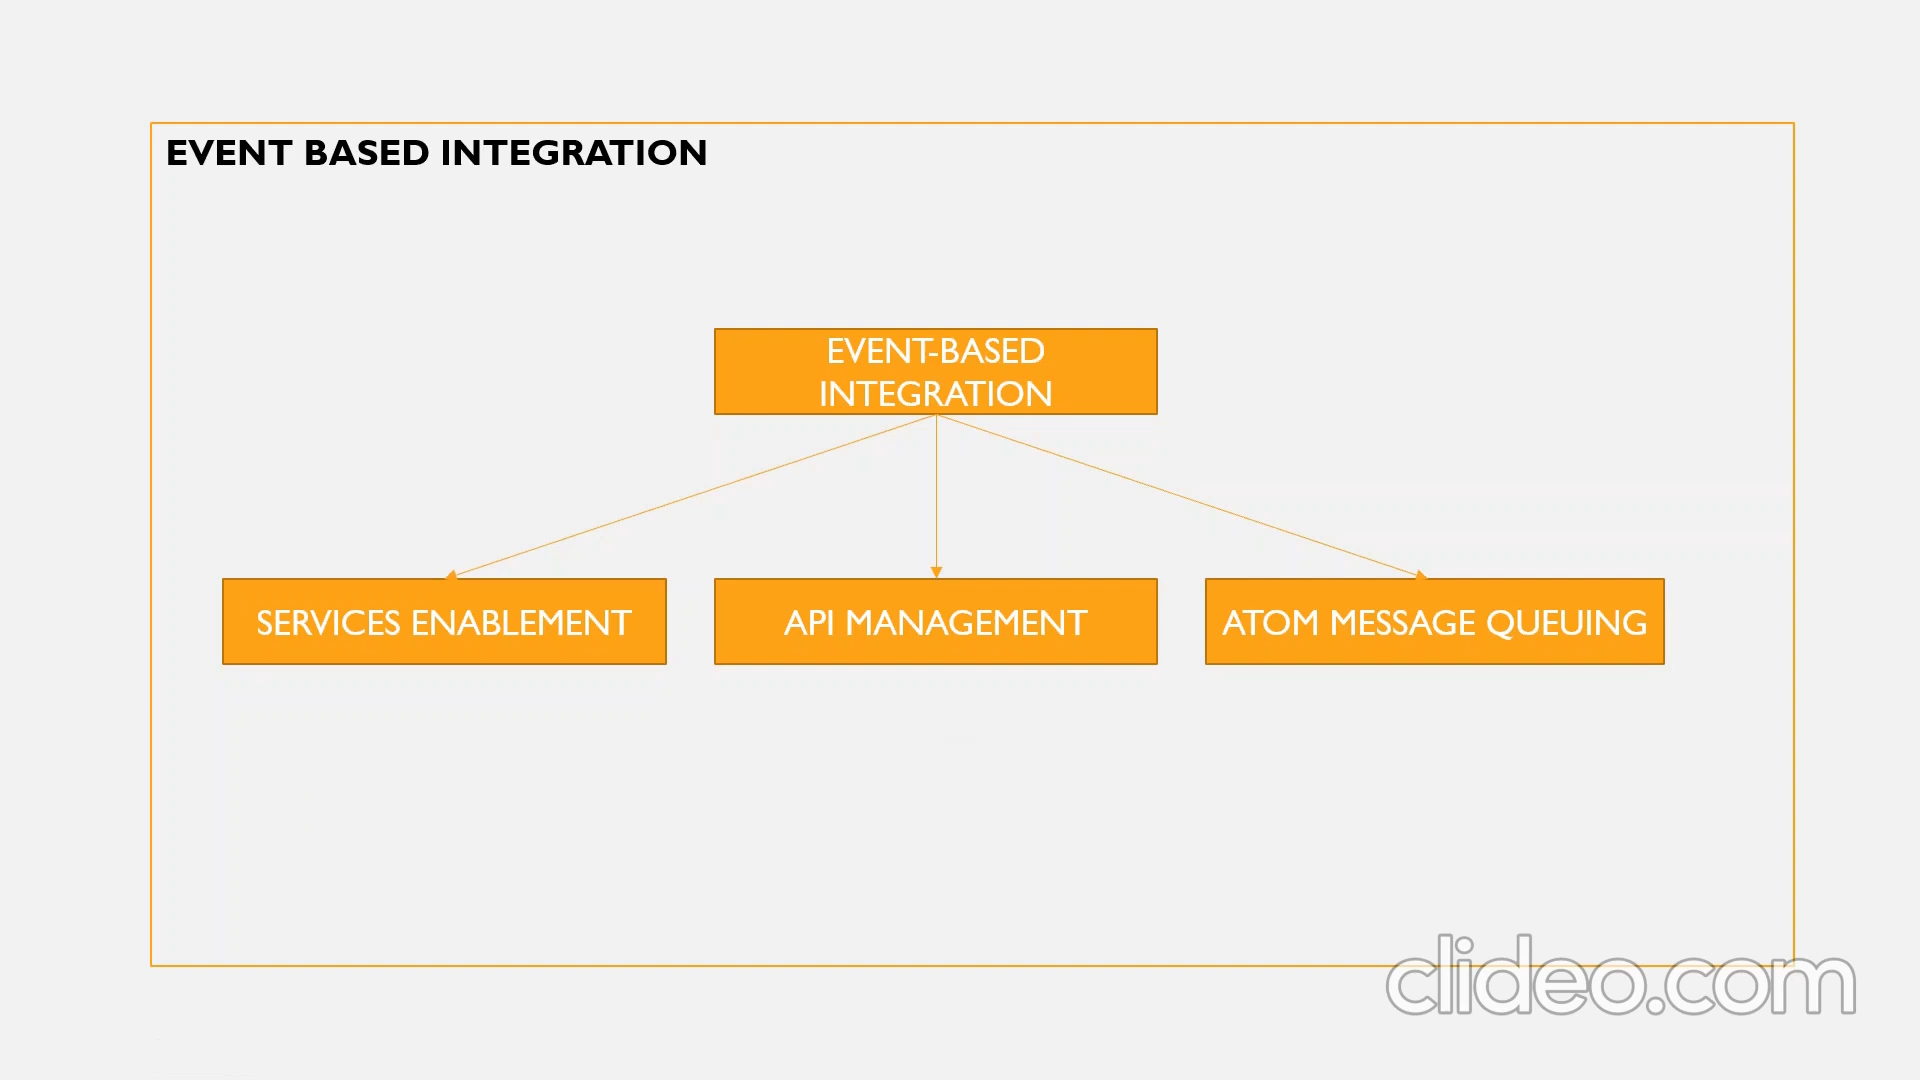 EVENT BASED INTEGRATION
EVENT-BASED
INTEGRATION
SERVICES ENABLEMENT
API MANAGEMENT
ATOM MESSAGE QUEUING
clideo.com